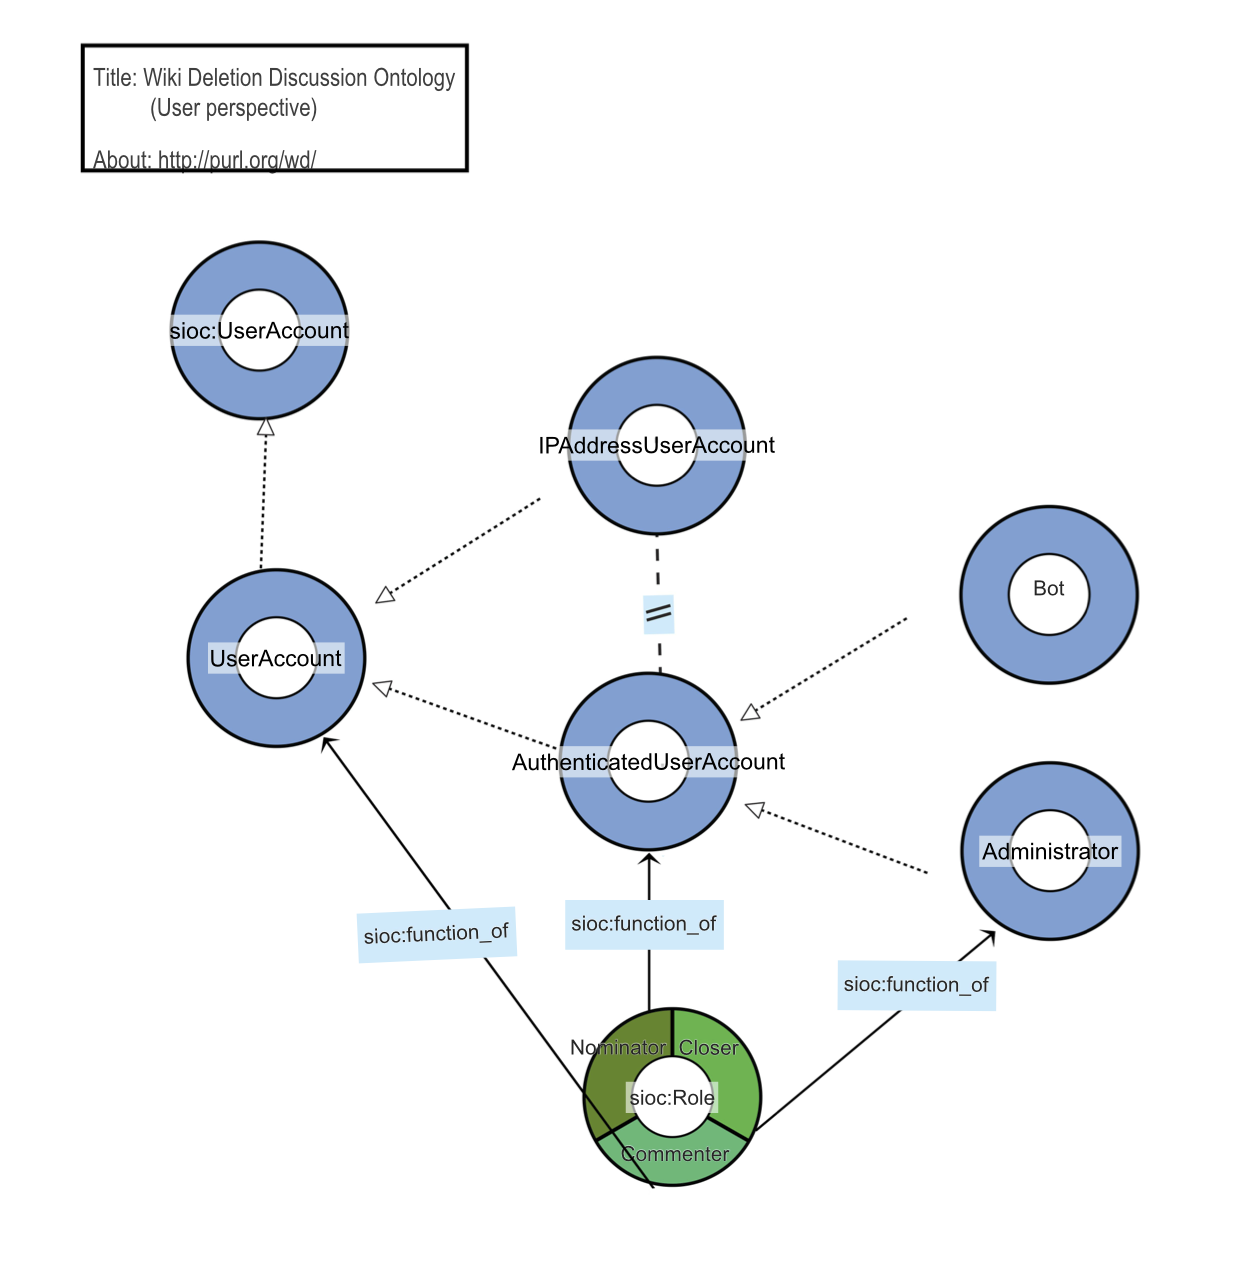 Title: Wiki Deletion Discussion Ontology
(User perspective)
About: http://purl.org/wd/
sioc:UserAccount
IPAddressUserAccount
Bot
UserAccount
AuthenticatedUserAccount
Administrator
sioc:function_of
sioc:function_of
sioc:function_of
Nominator
Closer
sioc:Role
Commenter